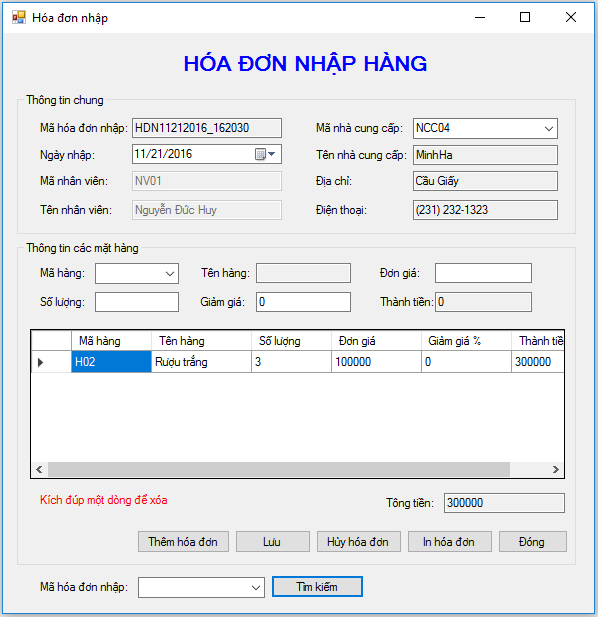 Hóa đơn nhập
HÓA ĐƠN NHẬP HÀNG
Thông tin chung
Mã hóa đơn nhập: HDN11212016_162030 Mã nhà cung cấp: NCC04
Ngày nhập: 11/21/2016 Tên nhà cung cấp: MinhHa
Mã nhân viên: NV01 Địa chỉ: Cầu Giấy
Tên nhân viên: Nguyễn Đức Huy Điện thoại: (231) 232-1323
Thông tin các mặt hàng
Mã hàng: Tên hàng: Đơn giá:
Số lượng: Giảm giá: 0 Thành tiền: 0
Mã hàng Tên hàng Số lượng Đơn giá Giảm giá % Thành tiề
H02 Rượu trắng 3 100000 0 300000
Kích đúp một dòng để xóa
Tổng tiền: 300000
Thêm hóa đơn Lưu Hủy hóa đơn In hóa đơn Đóng
Mã hóa đơn nhập: Tìm kiếm